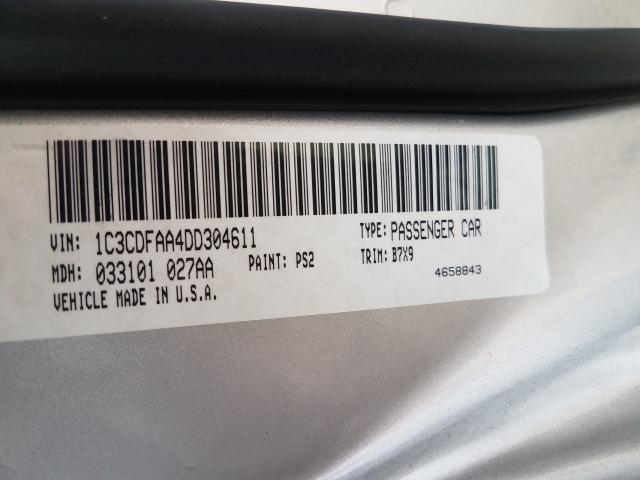 VIN: 1C3CDFAA4DD304611 TYPE: PASSENGER CAR
MDH: 033101 027AA PAINT: PS2 TRIM: B7X9
VEHICLE MADE IN U.S.A. 4658843